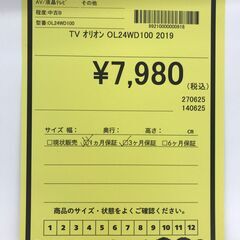 AV/液晶テレビ その他
程度:中古B
型番:OL24WD100
8921000000918
TV オリオン OL24WD100 2019
¥7,980
(税込)
270625
140625
サイズ 幅: 奥行: 高さ: cm
□現状販売 □1ヵ月保証 □3ヶ月保証 □6ヶ月保証
商品のサイズ・状態をよくご確認ください。
1 2 3 4 5 6 7 8 9 10 11 12